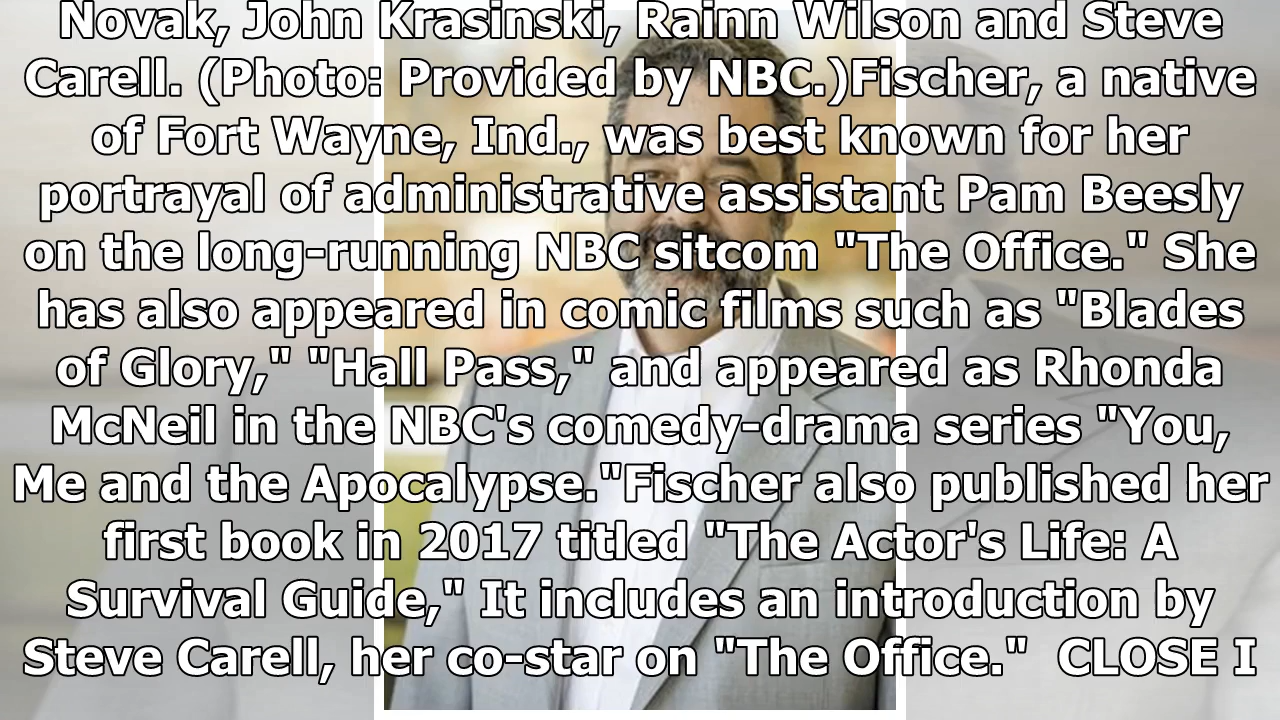 Novak, John Krasinski, Rainn Wilson and Steve
Carell. (Photo: Provided by NBC.)Fischer, a native
of Fort Wayne, Ind., was best known for her
portrayal of administrative assistant Pam Beesly
on the long-running NBC sitcom "The Office." She
has also appeared in comic films such as "Blades
of Glory," "Hall Pass," and appeared as Rhonda
McNeil in the NBC's comedy-drama series "You,
Me and the Apocalypse."Fischer also published her
first book in 2017 titled "The Actor's Life: A
Survival Guide," It includes an introduction by
Steve Carell, her co-star on "The Office."  CLOSE I